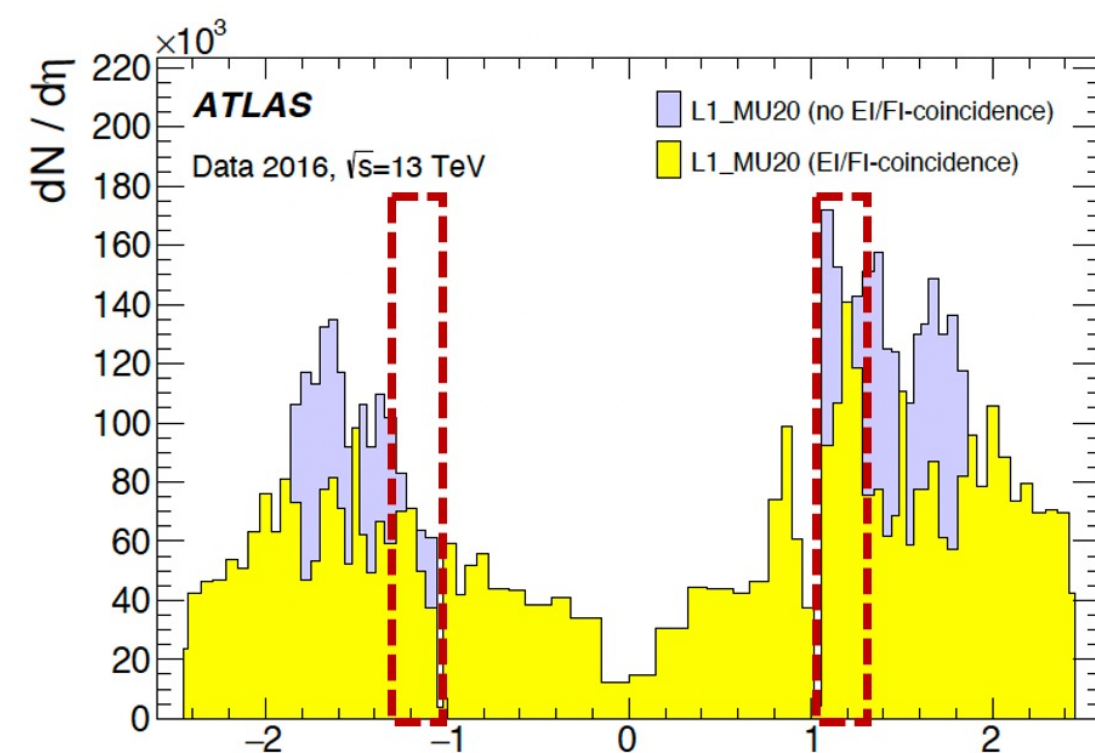 ×10³
dN / dη
220
200
180
160
140
120
100
80
60
40
20
0
ATLAS
Data 2016, √s=13 TeV
L1_MU20 (no EI/FI-coincidence)
L1_MU20 (EI/FI-coincidence)
−2 −1 0 1 2